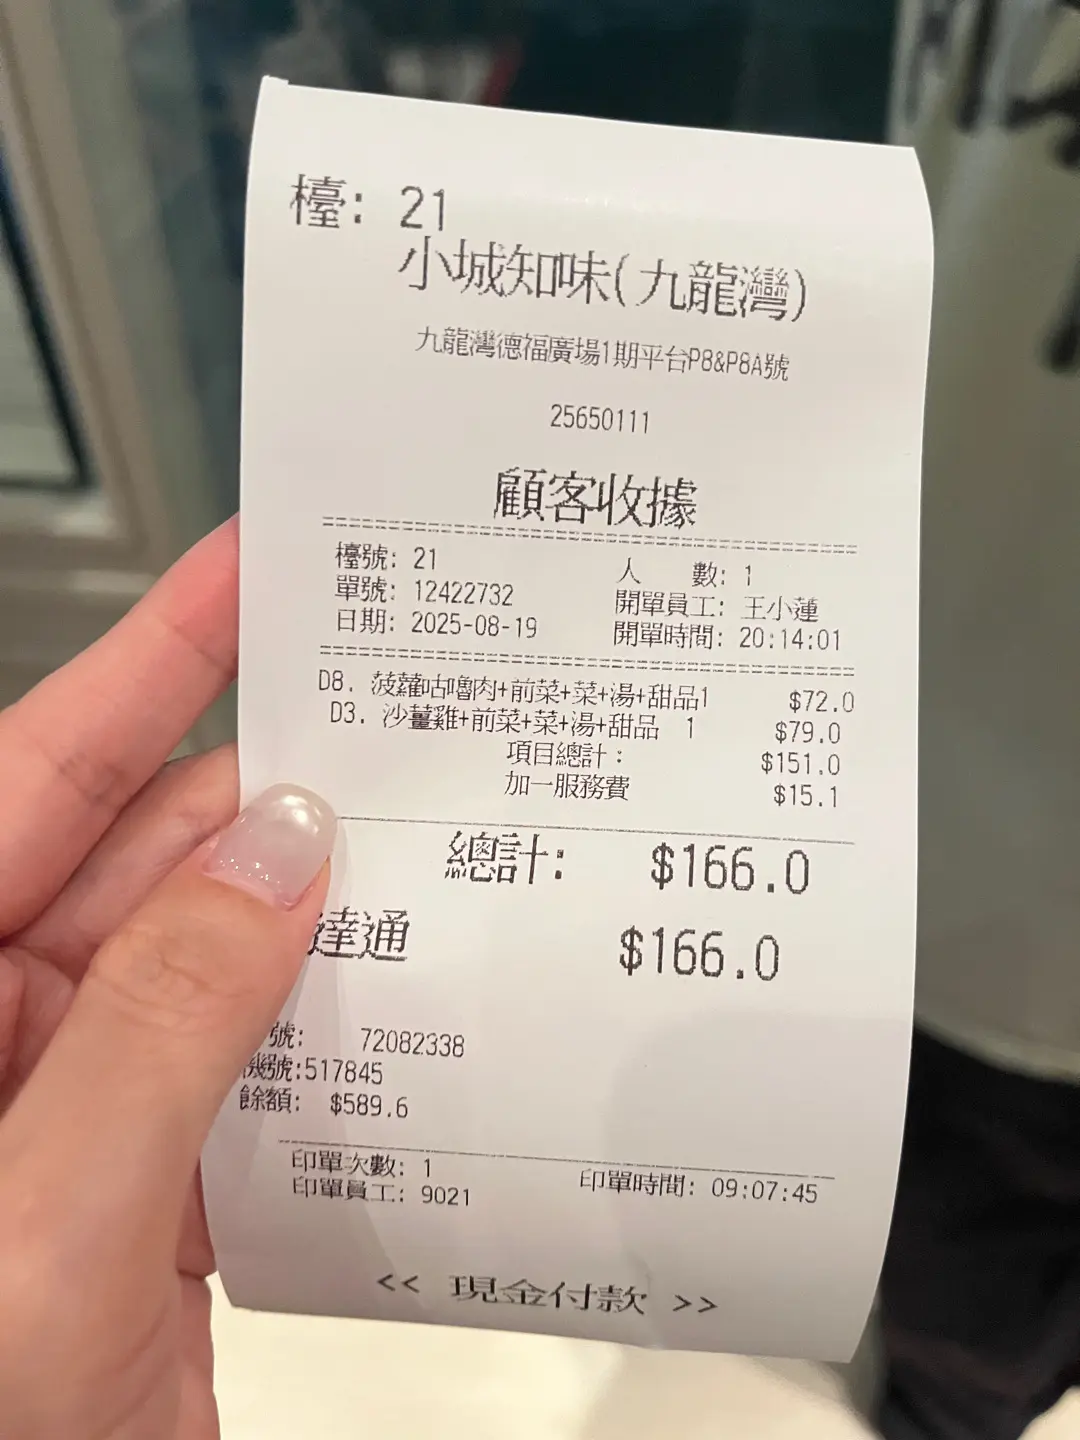 檯: 21
小城知味(九龍灣)
九龍灣德福廣場1期平台P8&P8A號
25650111
顧客收據
檯號: 21 人 數: 1
單號: 12422732 開單員工: 王小蓮
日期: 2025-08-19 開單時間: 20:14:01
D8. 菠蘿咕嚕肉+前菜+菜+湯+甜品1 $72.0
D3. 沙薑雞+前菜+菜+湯+甜品 1 $79.0
項目總計: $151.0
加一服務費 $15.1
總計: $166.0
達通 $166.0
號: 72082338
機號:517845
餘額: $589.6
印單次數: 1 印單時間: 09:07:45
印單員工: 9021
<< 現金付款 >>